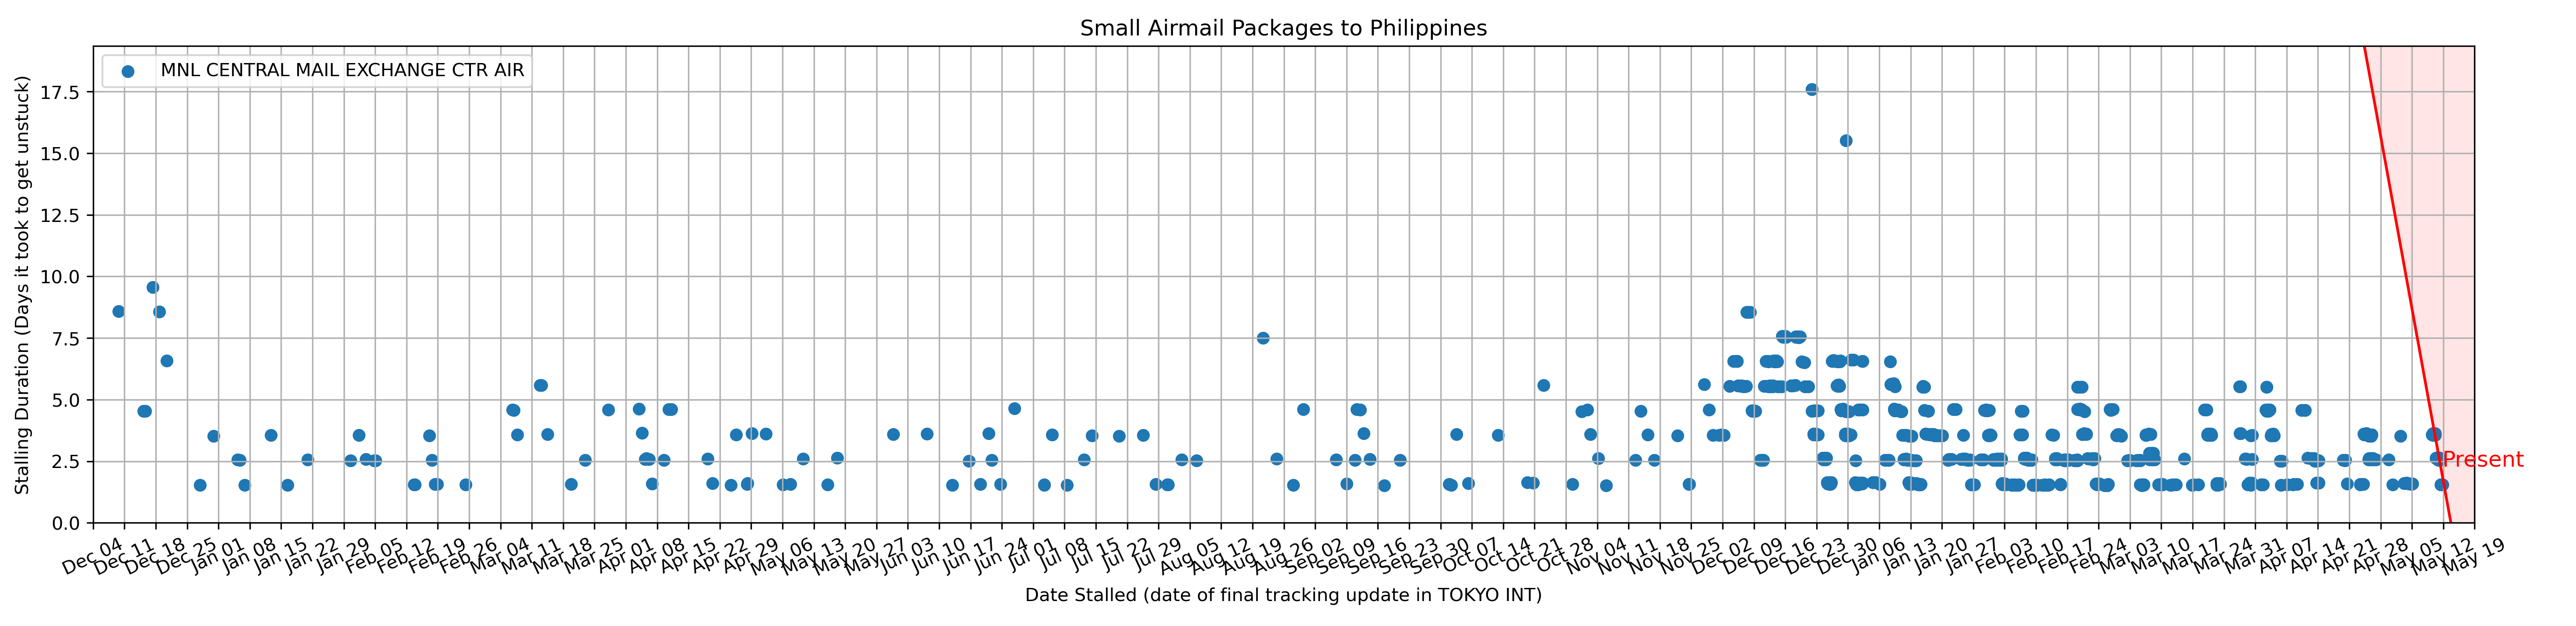 Small Airmail Packages to Philippines
MNL CENTRAL MAIL EXCHANGE CTR AIR
Stalling Duration (Days it took to get unstuck)
17.5
15.0
12.5
10.0
7.5
5.0
2.5
0.0
Present
Dec 04
Dec 11
Dec 18
Dec 25
Jan 01
Jan 08
Jan 15
Jan 22
Jan 29
Feb 05
Feb 12
Feb 19
Feb 26
Mar 04
Mar 11
Mar 18
Mar 25
Apr 01
Apr 08
Apr 15
Apr 22
Apr 29
May 06
May 13
May 20
May 27
Jun 03
Jun 10
Jun 17
Jun 24
Jul 01
Jul 08
Jul 15
Jul 22
Jul 29
Aug 05
Aug 12
Aug 19
Aug 26
Sep 02
Sep 09
Sep 16
Sep 23
Sep 30
Oct 07
Oct 14
Oct 21
Oct 28
Nov 04
Nov 11
Nov 18
Nov 25
Dec 02
Dec 09
Dec 16
Dec 23
Dec 30
Jan 06
Jan 13
Jan 20
Jan 27
Feb 03
Feb 10
Feb 17
Feb 24
Mar 03
Mar 10
Mar 17
Mar 24
Mar 31
Apr 07
Apr 14
Apr 21
Apr 28
May 05
May 12
May 19
Date Stalled (date of final tracking update in TOKYO INT)